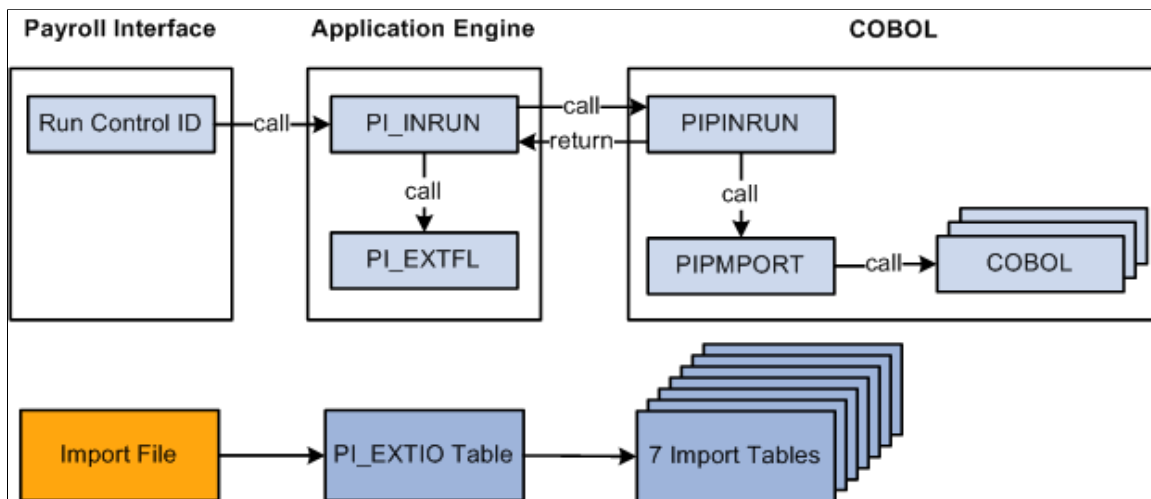 Payroll Interface
Application Engine
COBOL
Run Control ID
call
PI_INRUN
call
return
PIPINRUN
call
call
PI_EXTFL
PIPMPORT
call
COBOL
Import File
PI_EXTIO Table
7 Import Tables